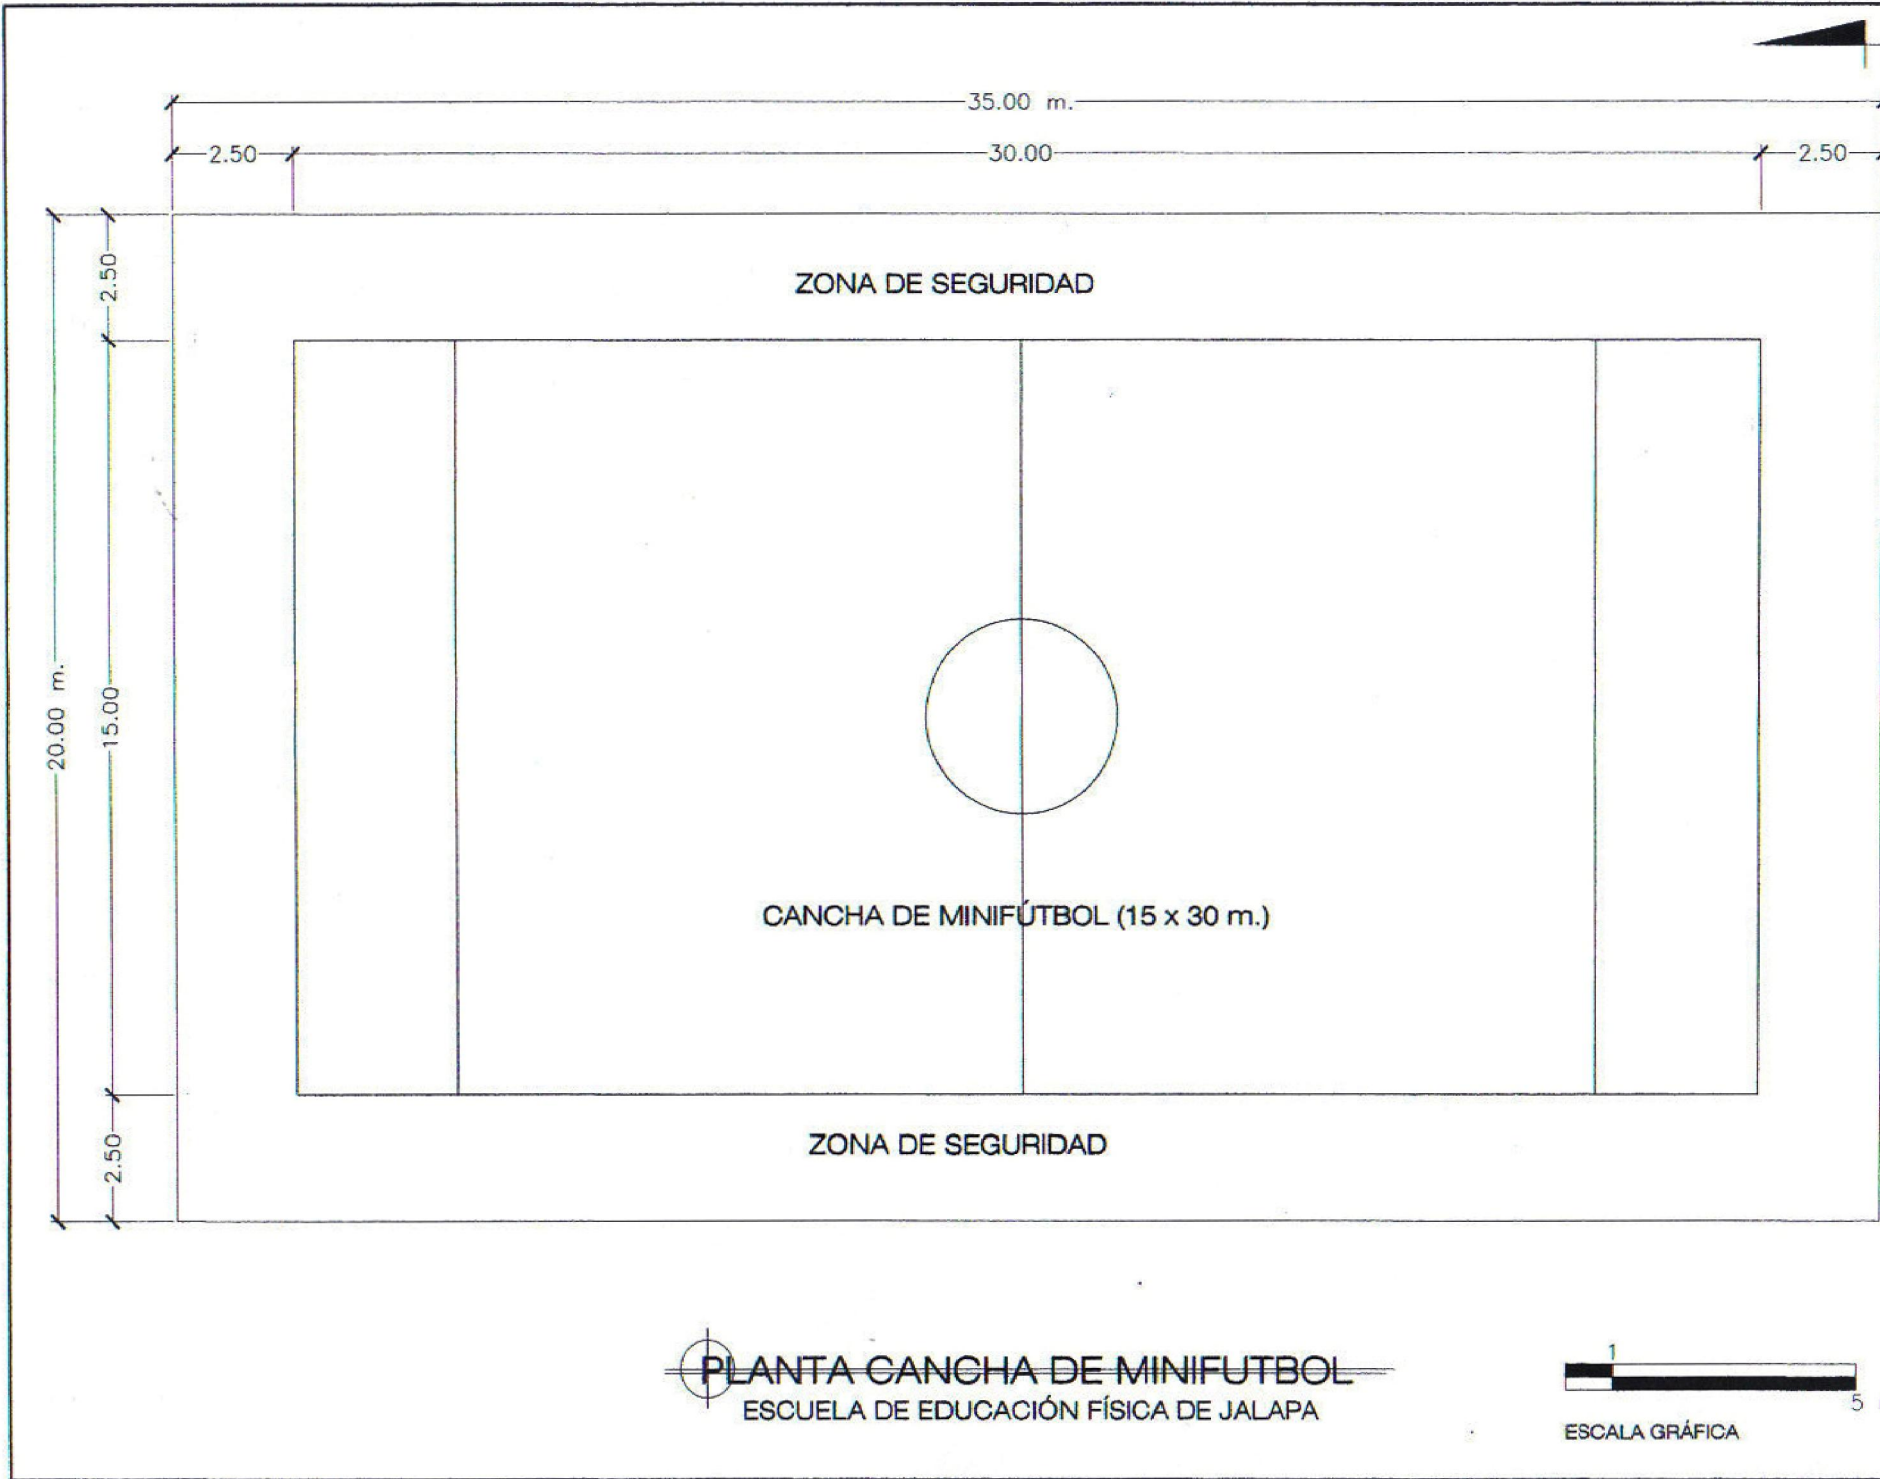 35.00 m.
2.50
30.00
2.50
2.50
ZONA DE SEGURIDAD
20.00 m.
15.00
CANCHA DE MINIFÚTBOL (15 x 30 m.)
2.50
ZONA DE SEGURIDAD
PLANTA CANCHA DE MINIFUTBOL
ESCUELA DE EDUCACIÓN FÍSICA DE JALAPA
1
5
ESCALA GRÁFICA